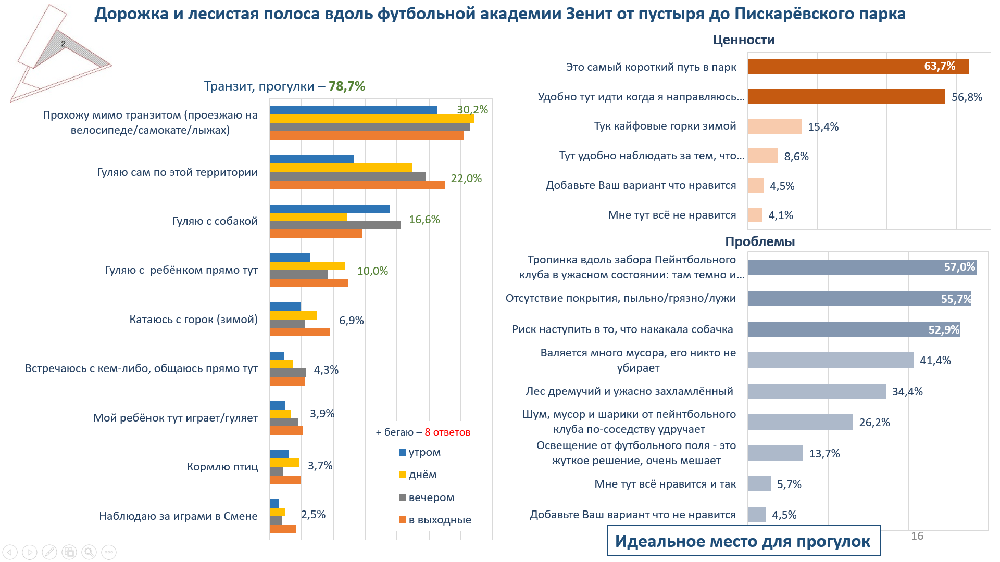 Дорожка и лесистая полоса вдоль футбольной академии Зенит от пустыря до Пискарёвского парка
2
Транзит, прогулки – 78,7%
Прохожу мимо транзитом (проезжаю на
велосипеде/самокате/лыжах)
30,2%
Гуляю сам по этой территории
22,0%
Гуляю с собакой
16,6%
Гуляю с ребёнком прямо тут
10,0%
Катаюсь с горок (зимой)
6,9%
Встречаюсь с кем-либо, общаюсь прямо тут
4,3%
Мой ребёнок тут играет/гуляет
3,9%
Кормлю птиц
3,7%
Наблюдаю за играми в Смене
2,5%
+ бегаю – 8 ответов
утром
днём
вечером
в выходные
Ценности
Это самый короткий путь в парк
63,7%
Удобно тут идти когда я направляюсь…
56,8%
Тук кайфовые горки зимой
15,4%
Тут удобно наблюдать за тем, что…
8,6%
Добавьте Ваш вариант что нравится
4,5%
Мне тут всё не нравится
4,1%
Проблемы
Тропинка вдоль забора Пейнтбольного
клуба в ужасном состоянии: там темно и…
57,0%
Отсутствие покрытия, пыльно/грязно/лужи
55,7%
Риск наступить в то, что накакала собачка
52,9%
Валяется много мусора, его никто не
убирает
41,4%
Лес дремучий и ужасно захламлённый
34,4%
Шум, мусор и шарики от пейнтбольного
клуба по-соседству удручает
26,2%
Освещение от футбольного поля - это
жуткое решение, очень мешает
13,7%
Мне тут всё нравится и так
5,7%
Добавьте Ваш вариант что не нравится
4,5%
Идеальное место для прогулок
16